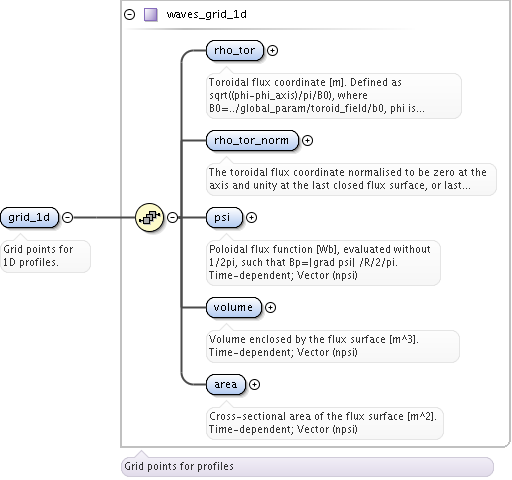 waves_grid_1d
rho_tor
Toroidal flux coordinate [m]. Defined as
sqrt((phi-phi_axis)/pi/B0), where
B0=../global_param/toroid_field/b0, phi is...
rho_tor_norm
The toroidal flux coordinate normalised to be zero at the
axis and unity at the last closed flux surface, or last...
grid_1d
Grid points for
1D profiles.
psi
Poloidal flux function [Wb], evaluated without
1/2pi, such that Bp=|grad psi| /R/2/pi.
Time-dependent; Vector (npsi)
volume
Volume enclosed by the flux surface [m^3].
Time-dependent; Vector (npsi)
area
Cross-sectional area of the flux surface [m^2].
Time-dependent; Vector (npsi)
Grid points for profiles